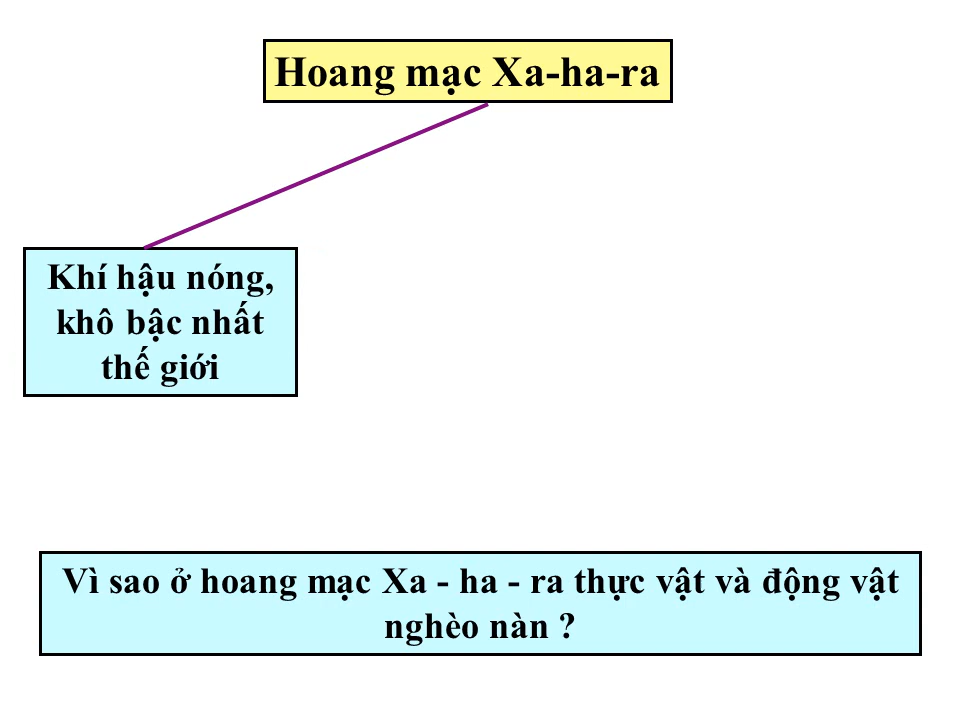 Hoang mạc Xa-ha-ra
Khí hậu nóng,
khô bậc nhất
thế giới
Vì sao ở hoang mạc Xa - ha - ra thực vật và động vật
nghèo nàn ?